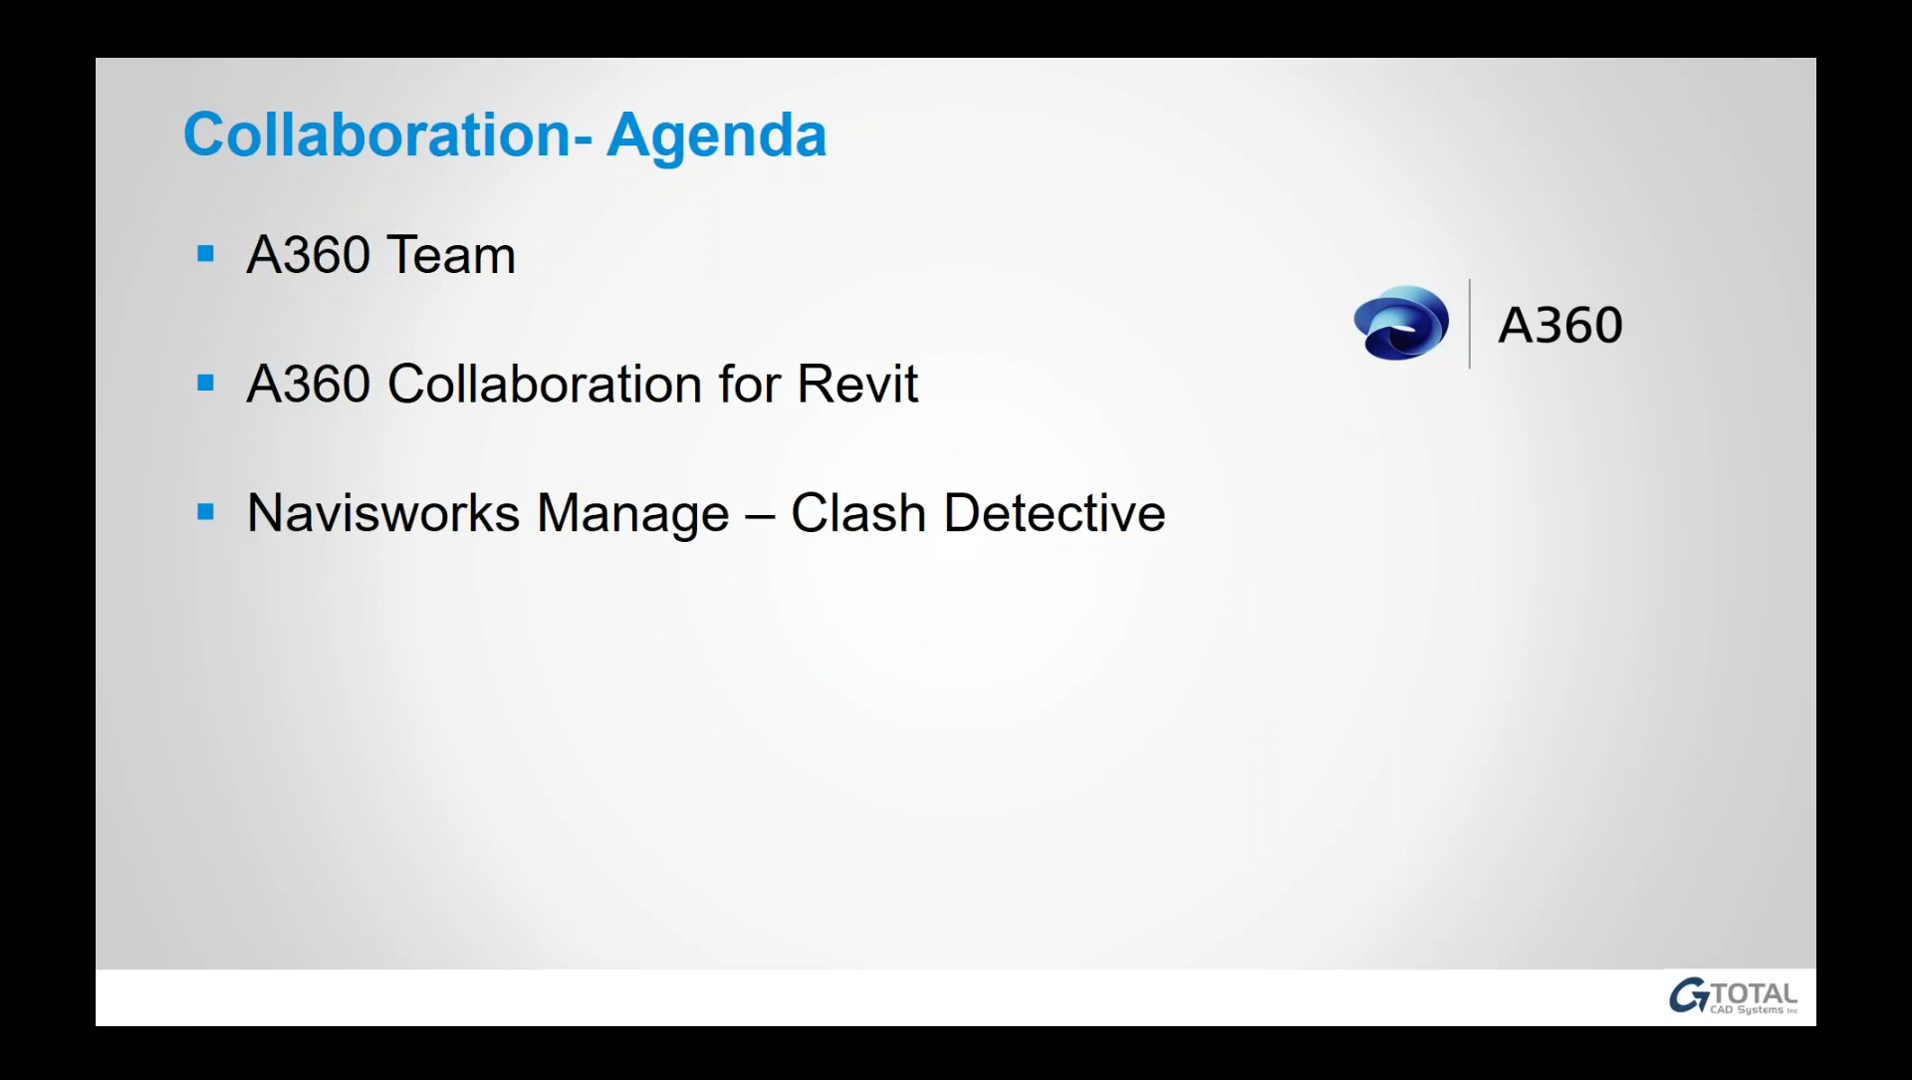 Collaboration- Agenda
A360 Team
A360 Collaboration for Revit
Navisworks Manage – Clash Detective
A360
TOTAL
CAD Systems Inc